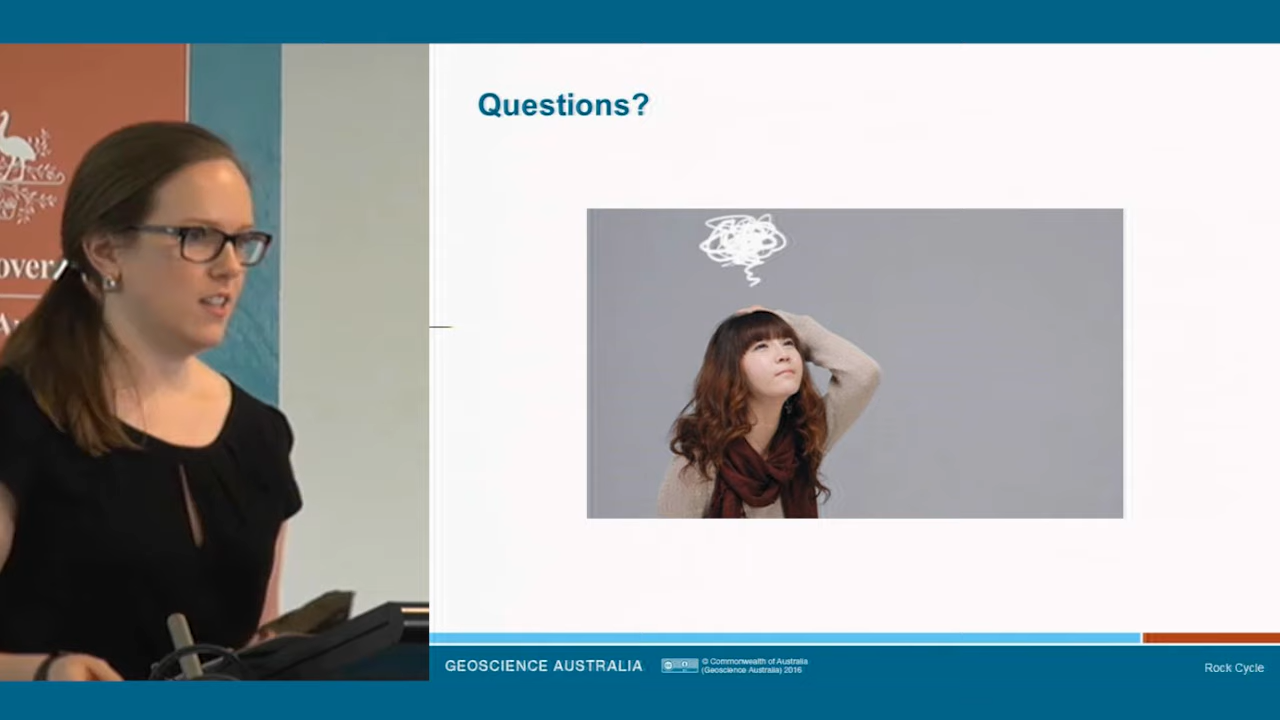 Questions?
GEOSCIENCE AUSTRALIA
© Commonwealth of Australia
(Geoscience Australia) 2016
Rock Cycle